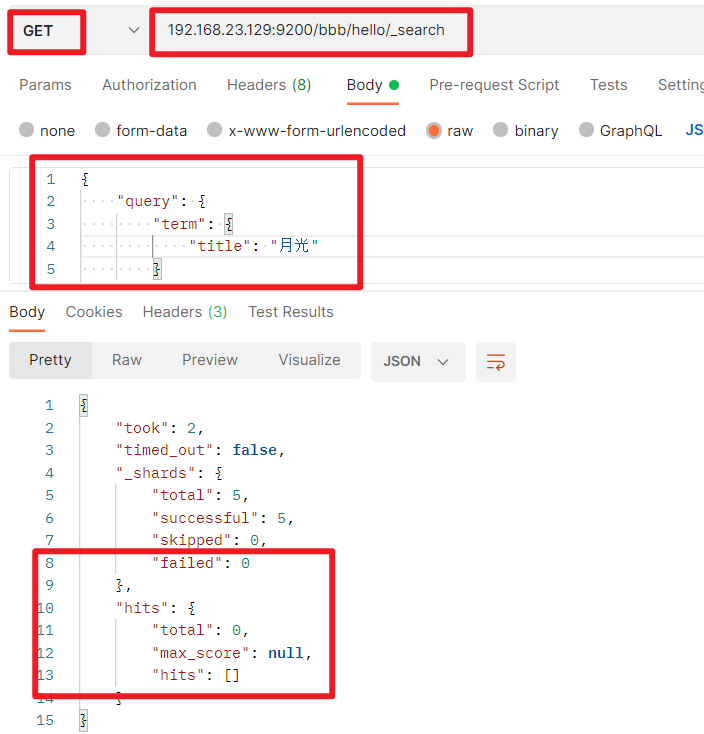 GET 192.168.23.129:9200/bbb/hello/_search
Params Authorization Headers (8) Body Pre-request Script Tests Setting
none form-data x-www-form-urlencoded raw binary GraphQL JS
1 {
2 "query": {
3 "term": {
4 "title": "月光"
5 }
Body Cookies Headers (3) Test Results
Pretty Raw Preview Visualize JSON
1 {
2 "took": 2,
3 "timed_out": false,
4 "_shards": {
5 "total": 5,
6 "successful": 5,
7 "skipped": 0,
8 "failed": 0
9 },
10 "hits": {
11 "total": 0,
12 "max_score": null,
13 "hits": []
14 }
15 }